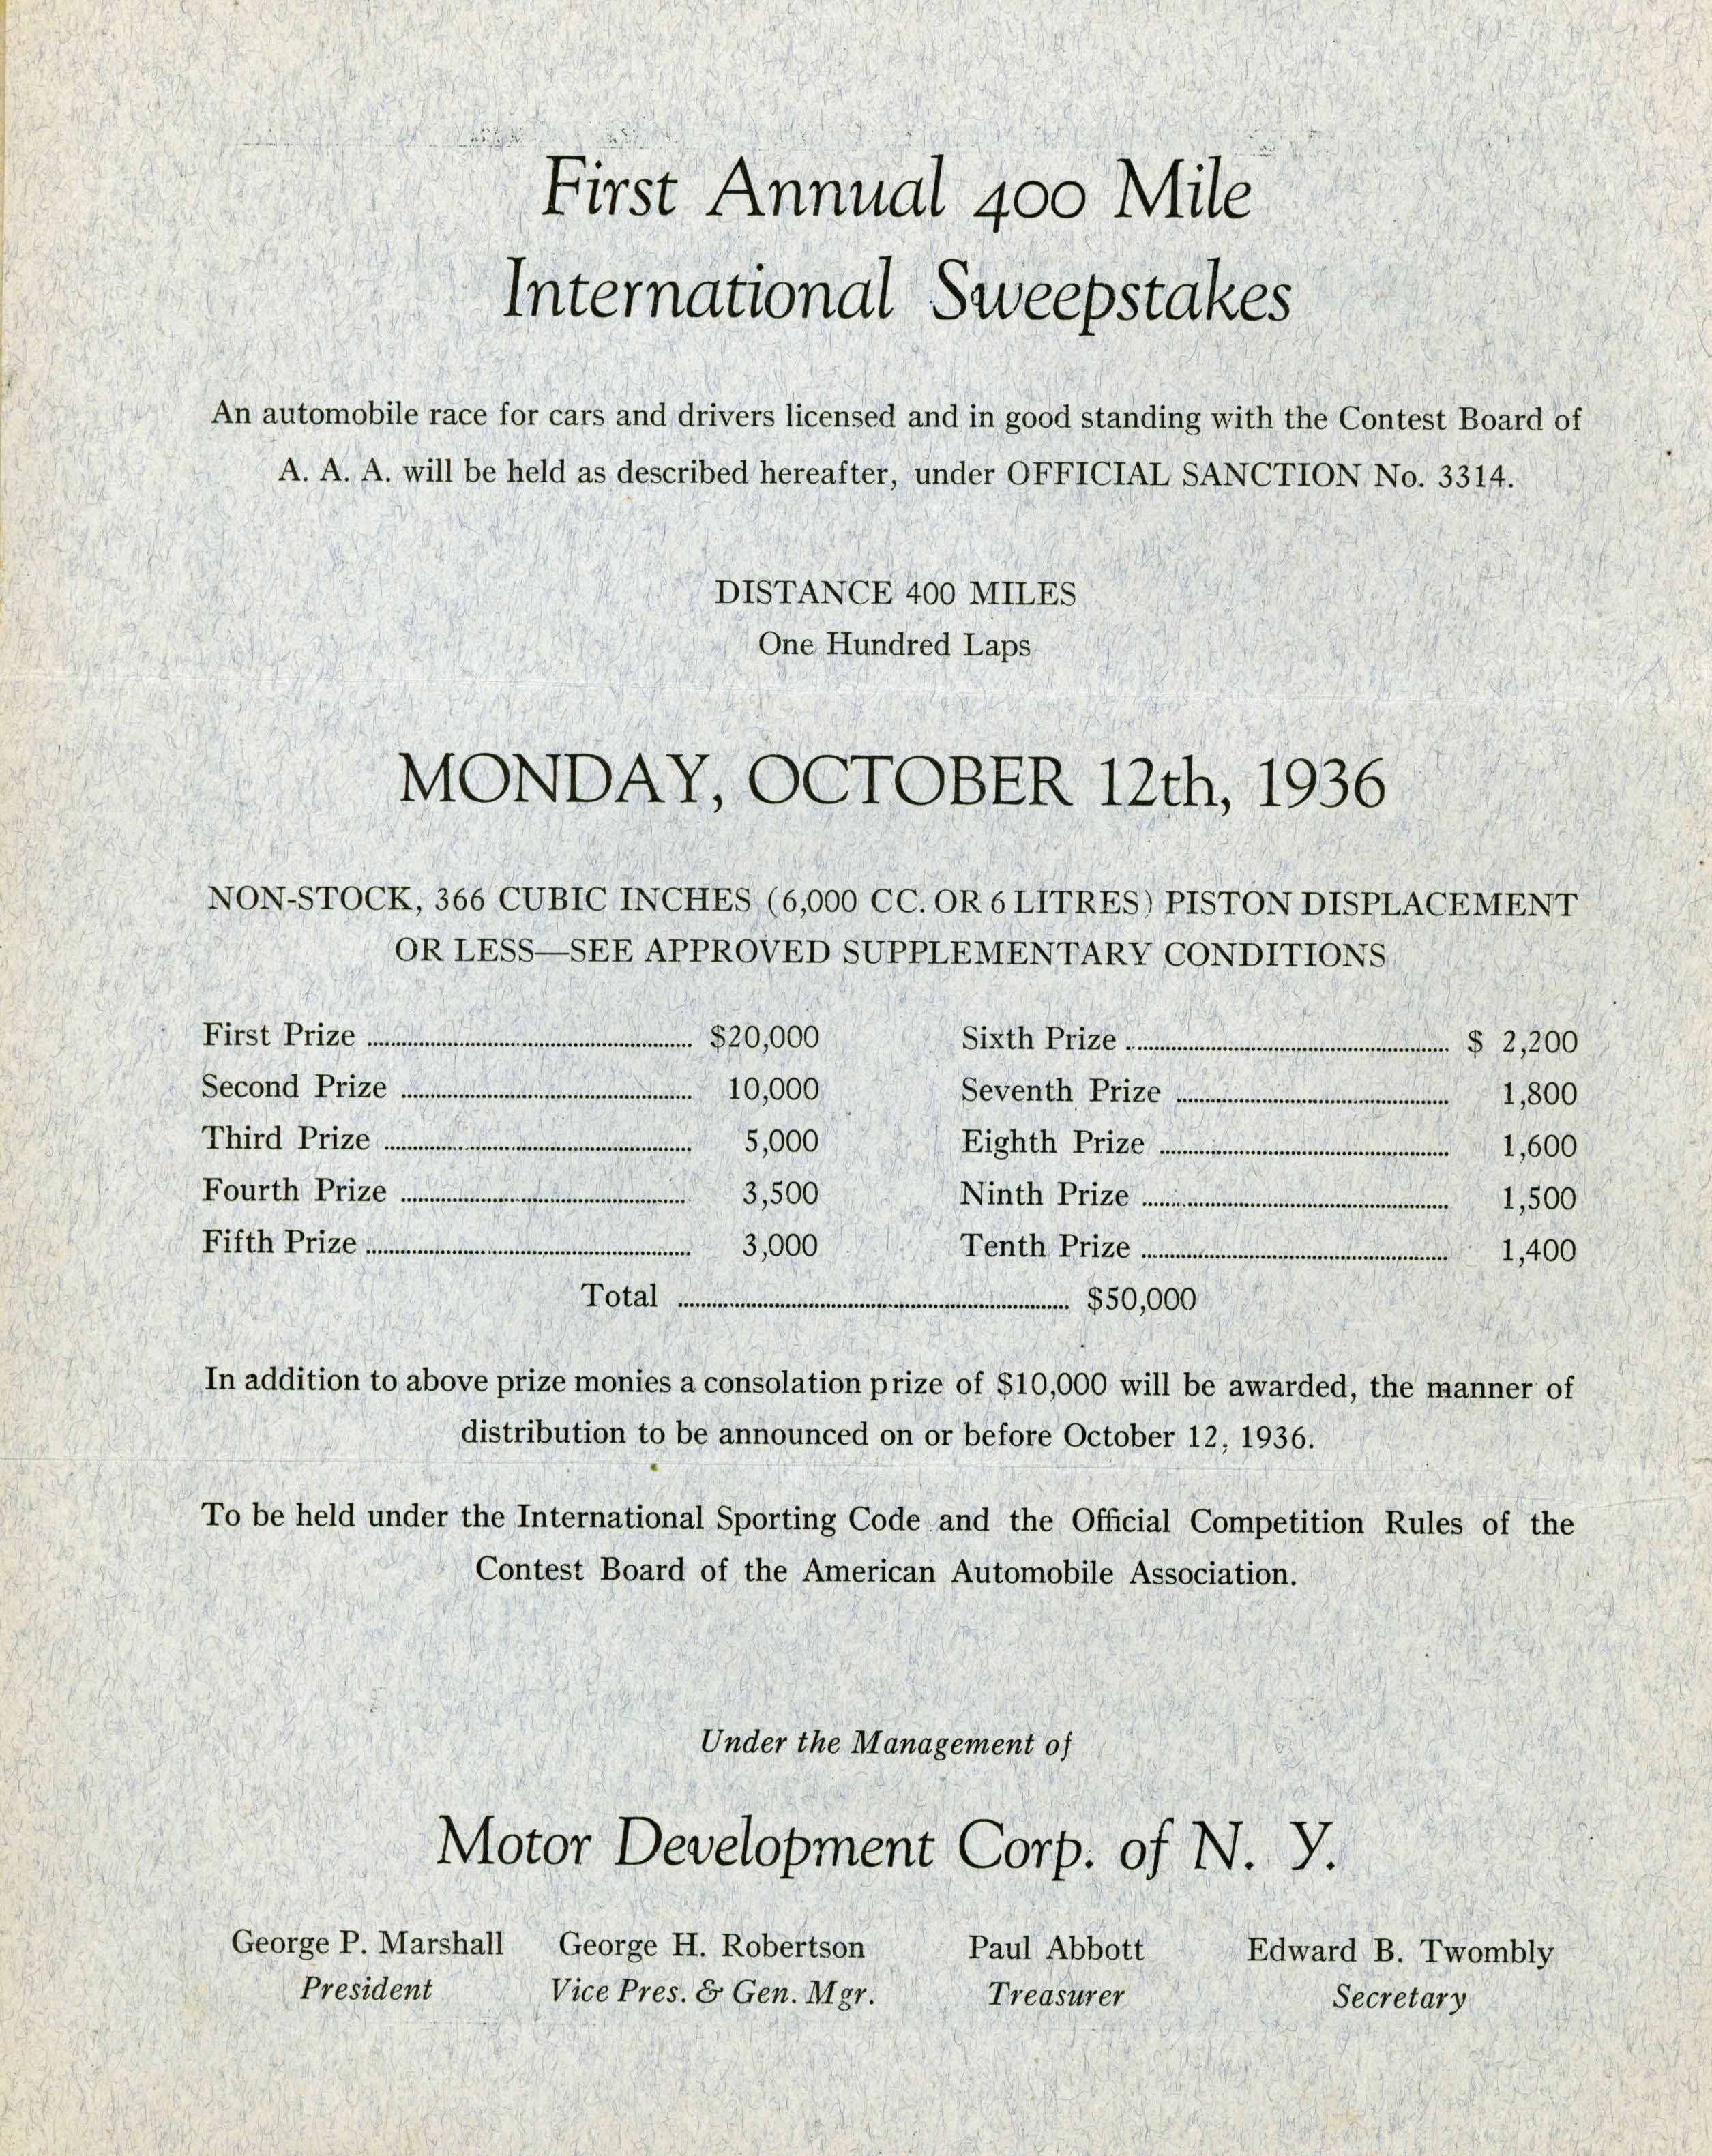 First Annual 400 Mile
International Sweepstakes
An automobile race for cars and drivers licensed and in good standing with the Contest Board of
A. A. A. will be held as described hereafter, under OFFICIAL SANCTION No. 3314.
DISTANCE 400 MILES
One Hundred Laps
MONDAY, OCTOBER 12th, 1936
NON-STOCK, 366 CUBIC INCHES (6,000 CC. OR 6 LITRES) PISTON DISPLACEMENT
OR LESS—SEE APPROVED SUPPLEMENTARY CONDITIONS
First Prize ........ $20,000
Second Prize ........ 10,000
Third Prize ........ 5,000
Fourth Prize ........ 3,500
Fifth Prize ........ 3,000
Sixth Prize ........ $ 2,200
Seventh Prize ........ 1,800
Eighth Prize ........ 1,600
Ninth Prize ........ 1,500
Tenth Prize ........ 1,400
Total ........ $50,000
In addition to above prize monies a consolation prize of $10,000 will be awarded, the manner of
distribution to be announced on or before October 12, 1936.
To be held under the International Sporting Code and the Official Competition Rules of the
Contest Board of the American Automobile Association.
Under the Management of
Motor Development Corp. of N. Y.
George P. Marshall George H. Robertson Paul Abbott Edward B. Twombly
President Vice Pres. & Gen. Mgr. Treasurer Secretary